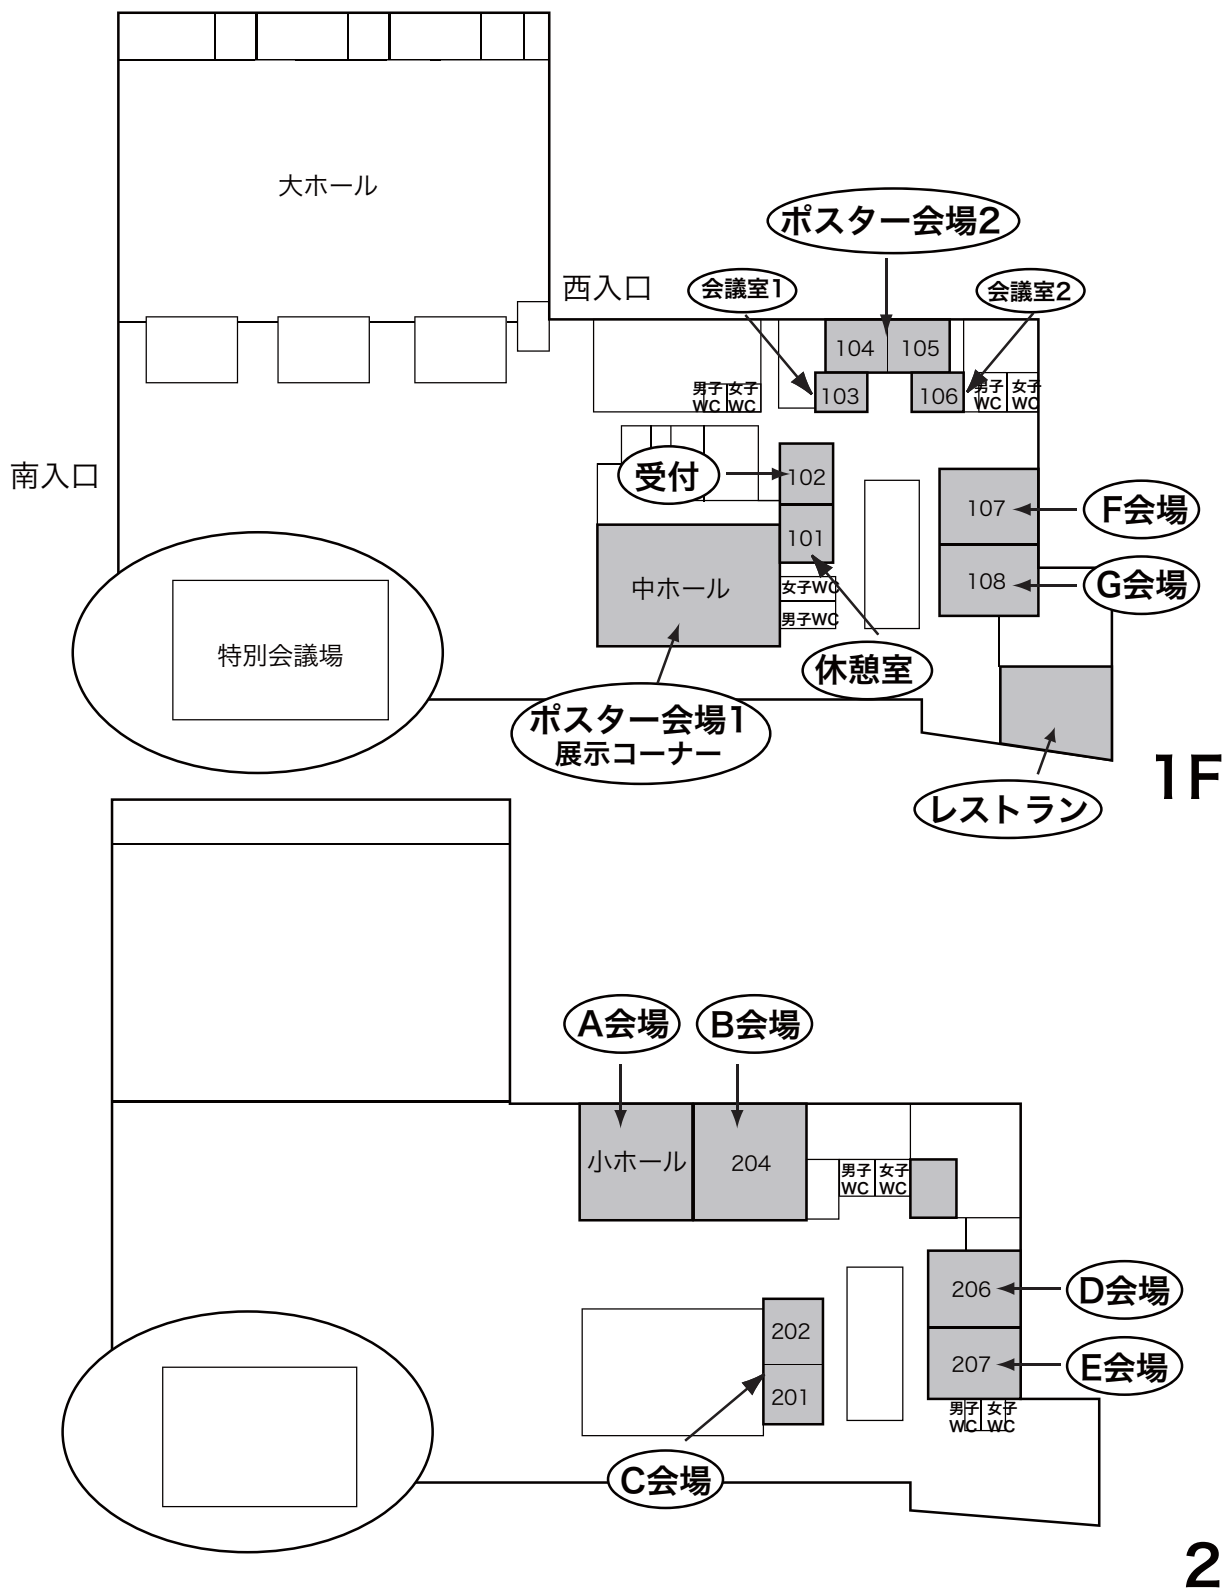 大ホール
ポスター会場2
西入口
会議室1
会議室2
104
105
103
106
男子
WC
女子
WC
男子
WC
女子
WC
南入口
受付
102
101
107
F会場
108
G会場
中ホール
女子WC
男子WC
特別会議場
休憩室
ポスター会場1
展示コーナー
レストラン
1F
A会場
B会場
小ホール
204
男子
WC
女子
WC
206
D会場
202
207
E会場
201
男子
WC
女子
WC
C会場
2